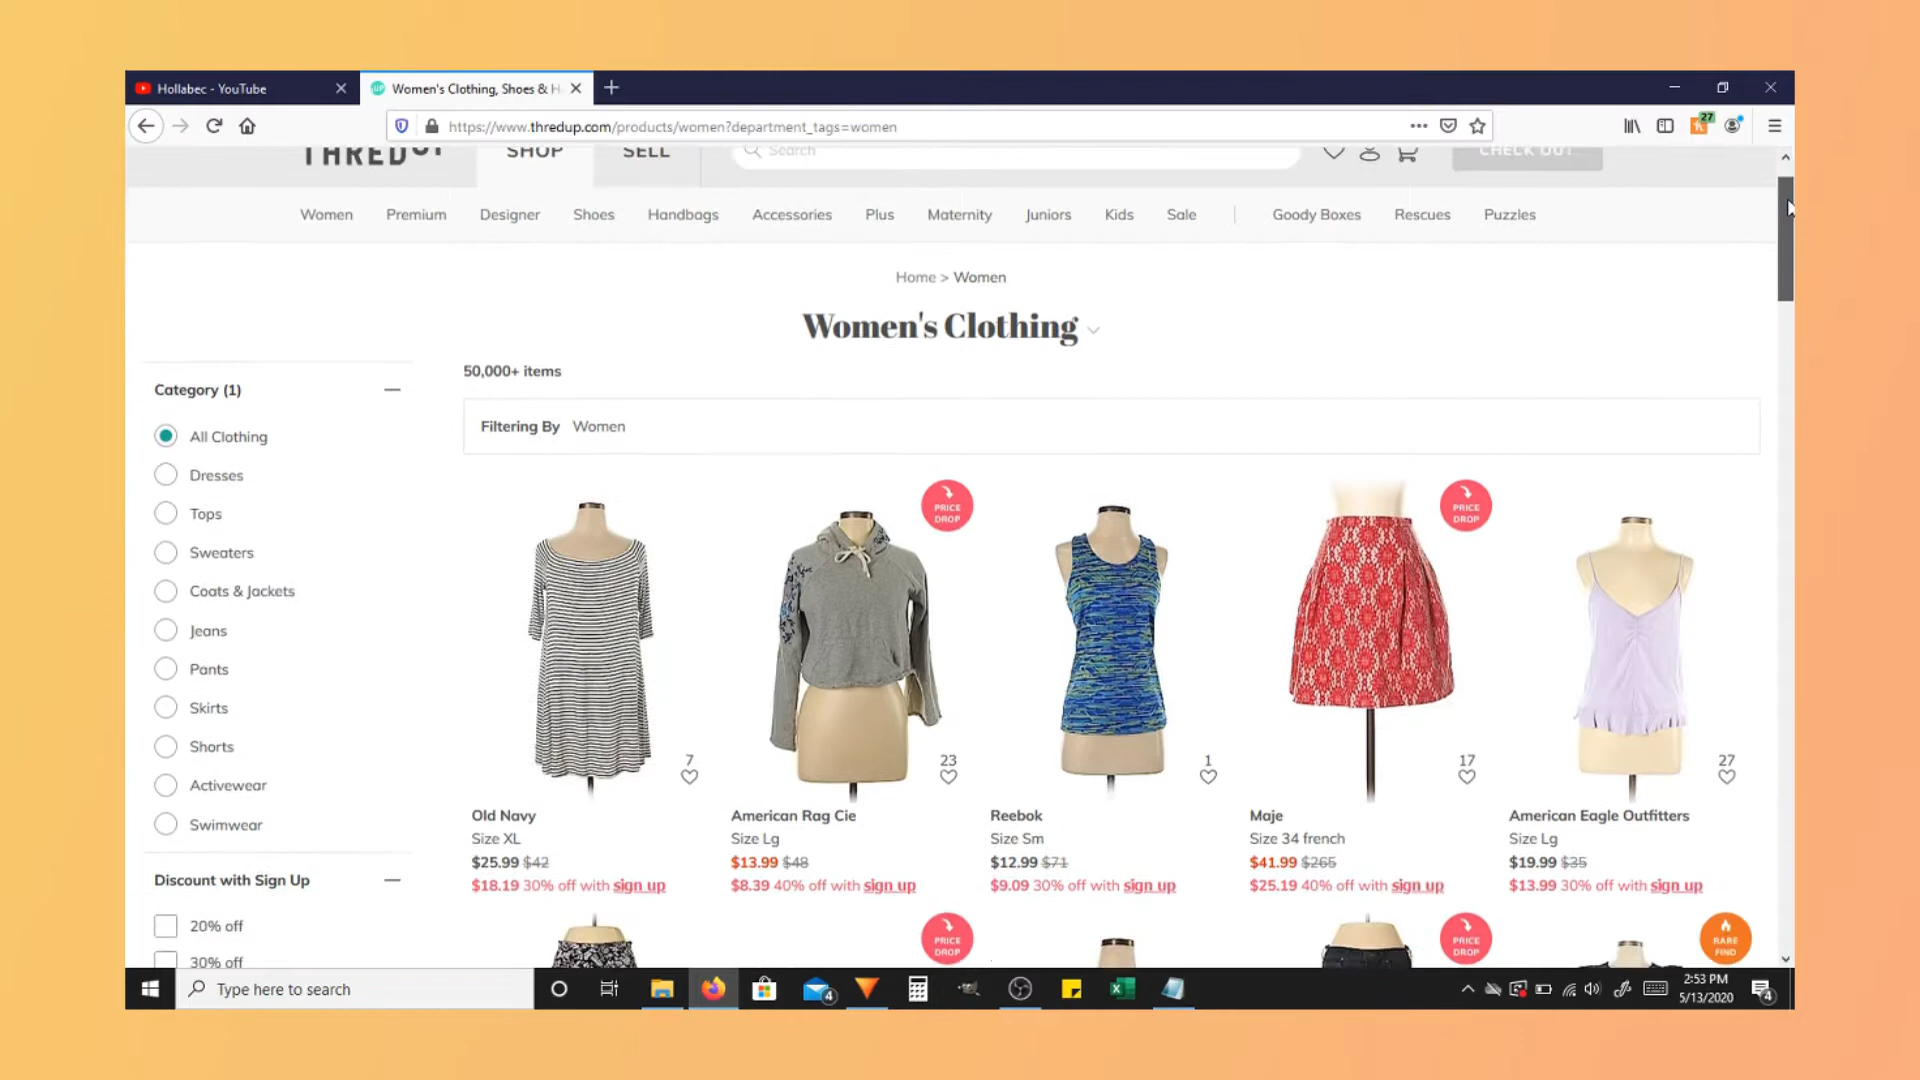 Hollabec - YouTube
Women's Clothing, Shoes & H
https://www.thredup.com/products/women?department_tags=women
27
THREDUP
SHOP
SELL
Search
CHECK OUT
Women
Premium
Designer
Shoes
Handbags
Accessories
Plus
Maternity
Juniors
Kids
Sale
Goody Boxes
Rescues
Puzzles
Home > Women
Women's Clothing
50,000+ items
Filtering By Women
Category (1)
All Clothing
Dresses
Tops
Sweaters
Coats & Jackets
Jeans
Pants
Skirts
Shorts
Activewear
Swimwear
Discount with Sign Up
20% off
30% off
7
Old Navy
Size XL
$25.99 $42
$18.19 30% off with sign up
PRICE
DROP
23
American Rag Cie
Size Lg
$13.99 $48
$8.39 40% off with sign up
1
Reebok
Size Sm
$12.99 $71
$9.09 30% off with sign up
PRICE
DROP
17
Maje
Size 34 french
$41.99 $265
$25.19 40% off with sign up
27
American Eagle Outfitters
Size Lg
$19.99 $35
$13.99 30% off with sign up
PRICE
DROP
PRICE
DROP
RARE
FIND
Type here to search
4
2:53 PM
5/13/2020
4